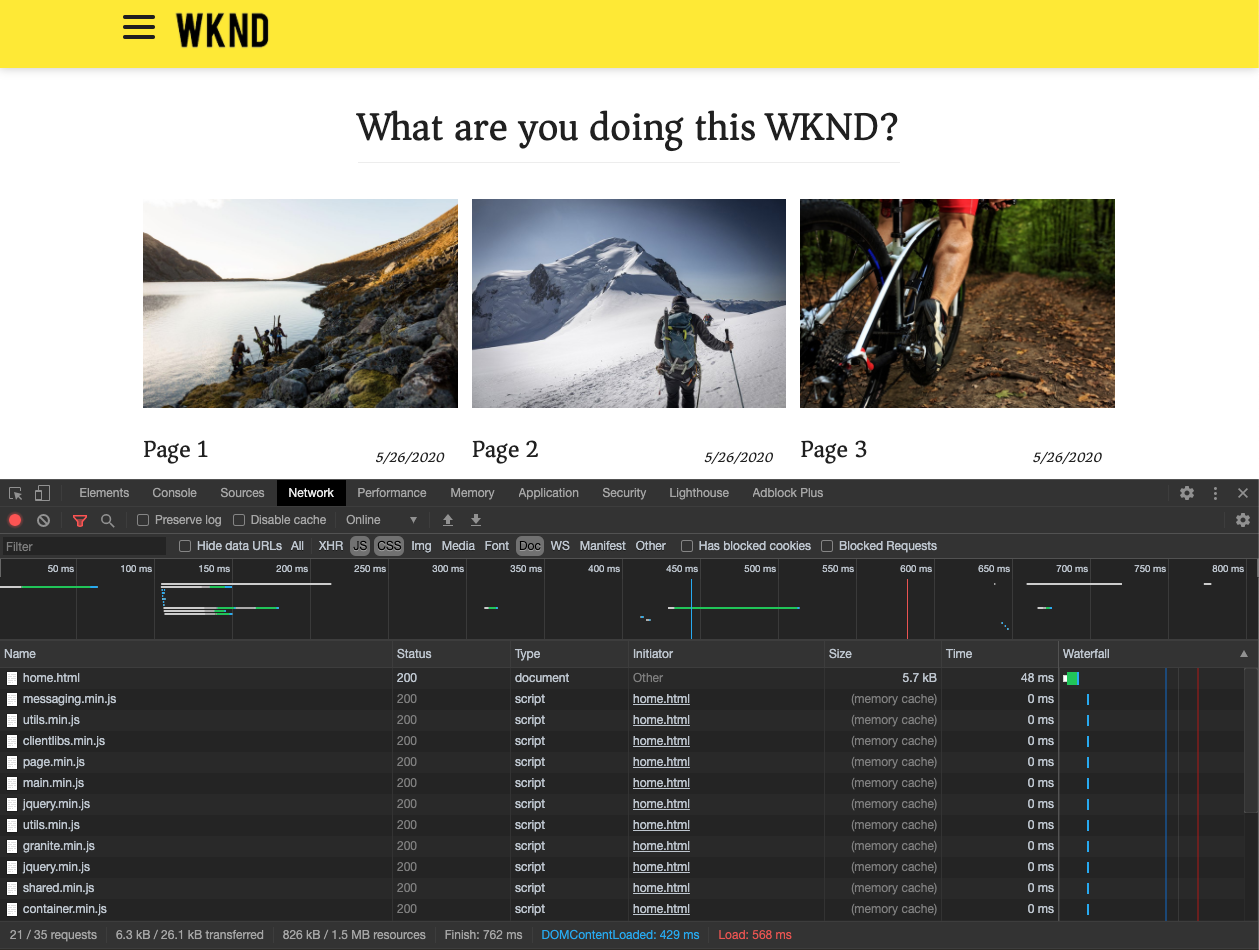 WKND
What are you doing this WKND?
Page 1 5/26/2020 Page 2 5/26/2020 Page 3 5/26/2020
Elements Console Sources Network Performance Memory Application Security Lighthouse Adblock Plus
Preserve log Disable cache Online
Filter Hide data URLs All XHR JS CSS Img Media Font Doc WS Manifest Other Has blocked cookies Blocked Requests
50 ms 100 ms 150 ms 200 ms 250 ms 300 ms 350 ms 400 ms 450 ms 500 ms 550 ms 600 ms 650 ms 700 ms 750 ms 800 ms
Name Status Type Initiator Size Time Waterfall
home.html 200 document Other 5.7 kB 48 ms
messaging.min.js 200 script home.html (memory cache) 0 ms
utils.min.js 200 script home.html (memory cache) 0 ms
clientlibs.min.js 200 script home.html (memory cache) 0 ms
page.min.js 200 script home.html (memory cache) 0 ms
main.min.js 200 script home.html (memory cache) 0 ms
jquery.min.js 200 script home.html (memory cache) 0 ms
utils.min.js 200 script home.html (memory cache) 0 ms
granite.min.js 200 script home.html (memory cache) 0 ms
jquery.min.js 200 script home.html (memory cache) 0 ms
shared.min.js 200 script home.html (memory cache) 0 ms
container.min.js 200 script home.html (memory cache) 0 ms
21 / 35 requests 6.3 kB / 26.1 kB transferred 826 kB / 1.5 MB resources Finish: 762 ms DOMContentLoaded: 429 ms Load: 568 ms